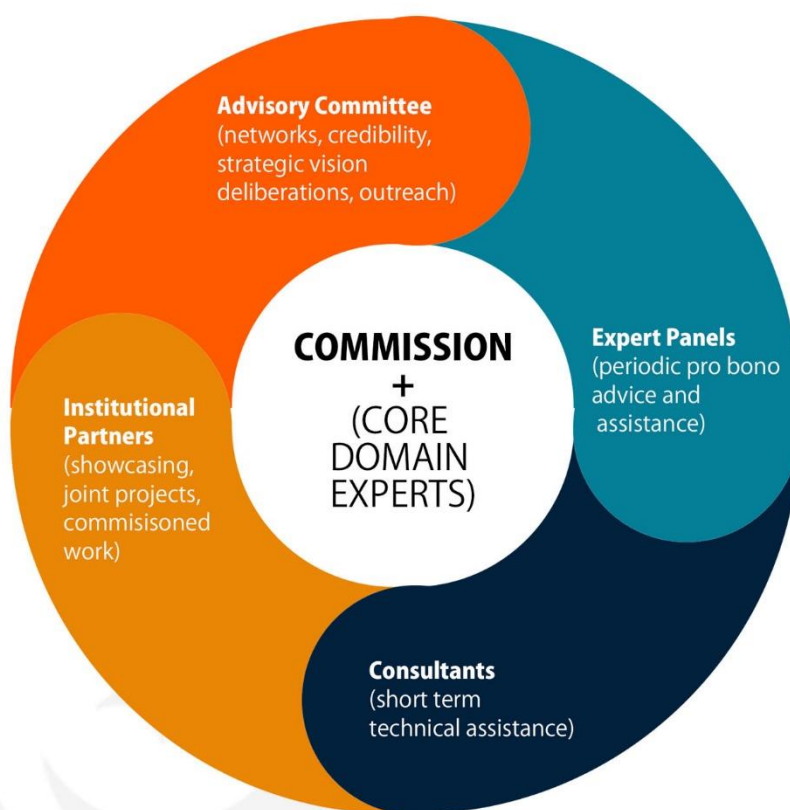 Advisory Committee
(networks, credibility,
strategic vision
deliberations, outreach)
Expert Panels
(periodic pro bono
advice and
assistance)
COMMISSION
+
(CORE
DOMAIN
EXPERTS)
Institutional
Partners
(showcasing,
joint projects,
commisisoned
work)
Consultants
(short term
technical assistance)